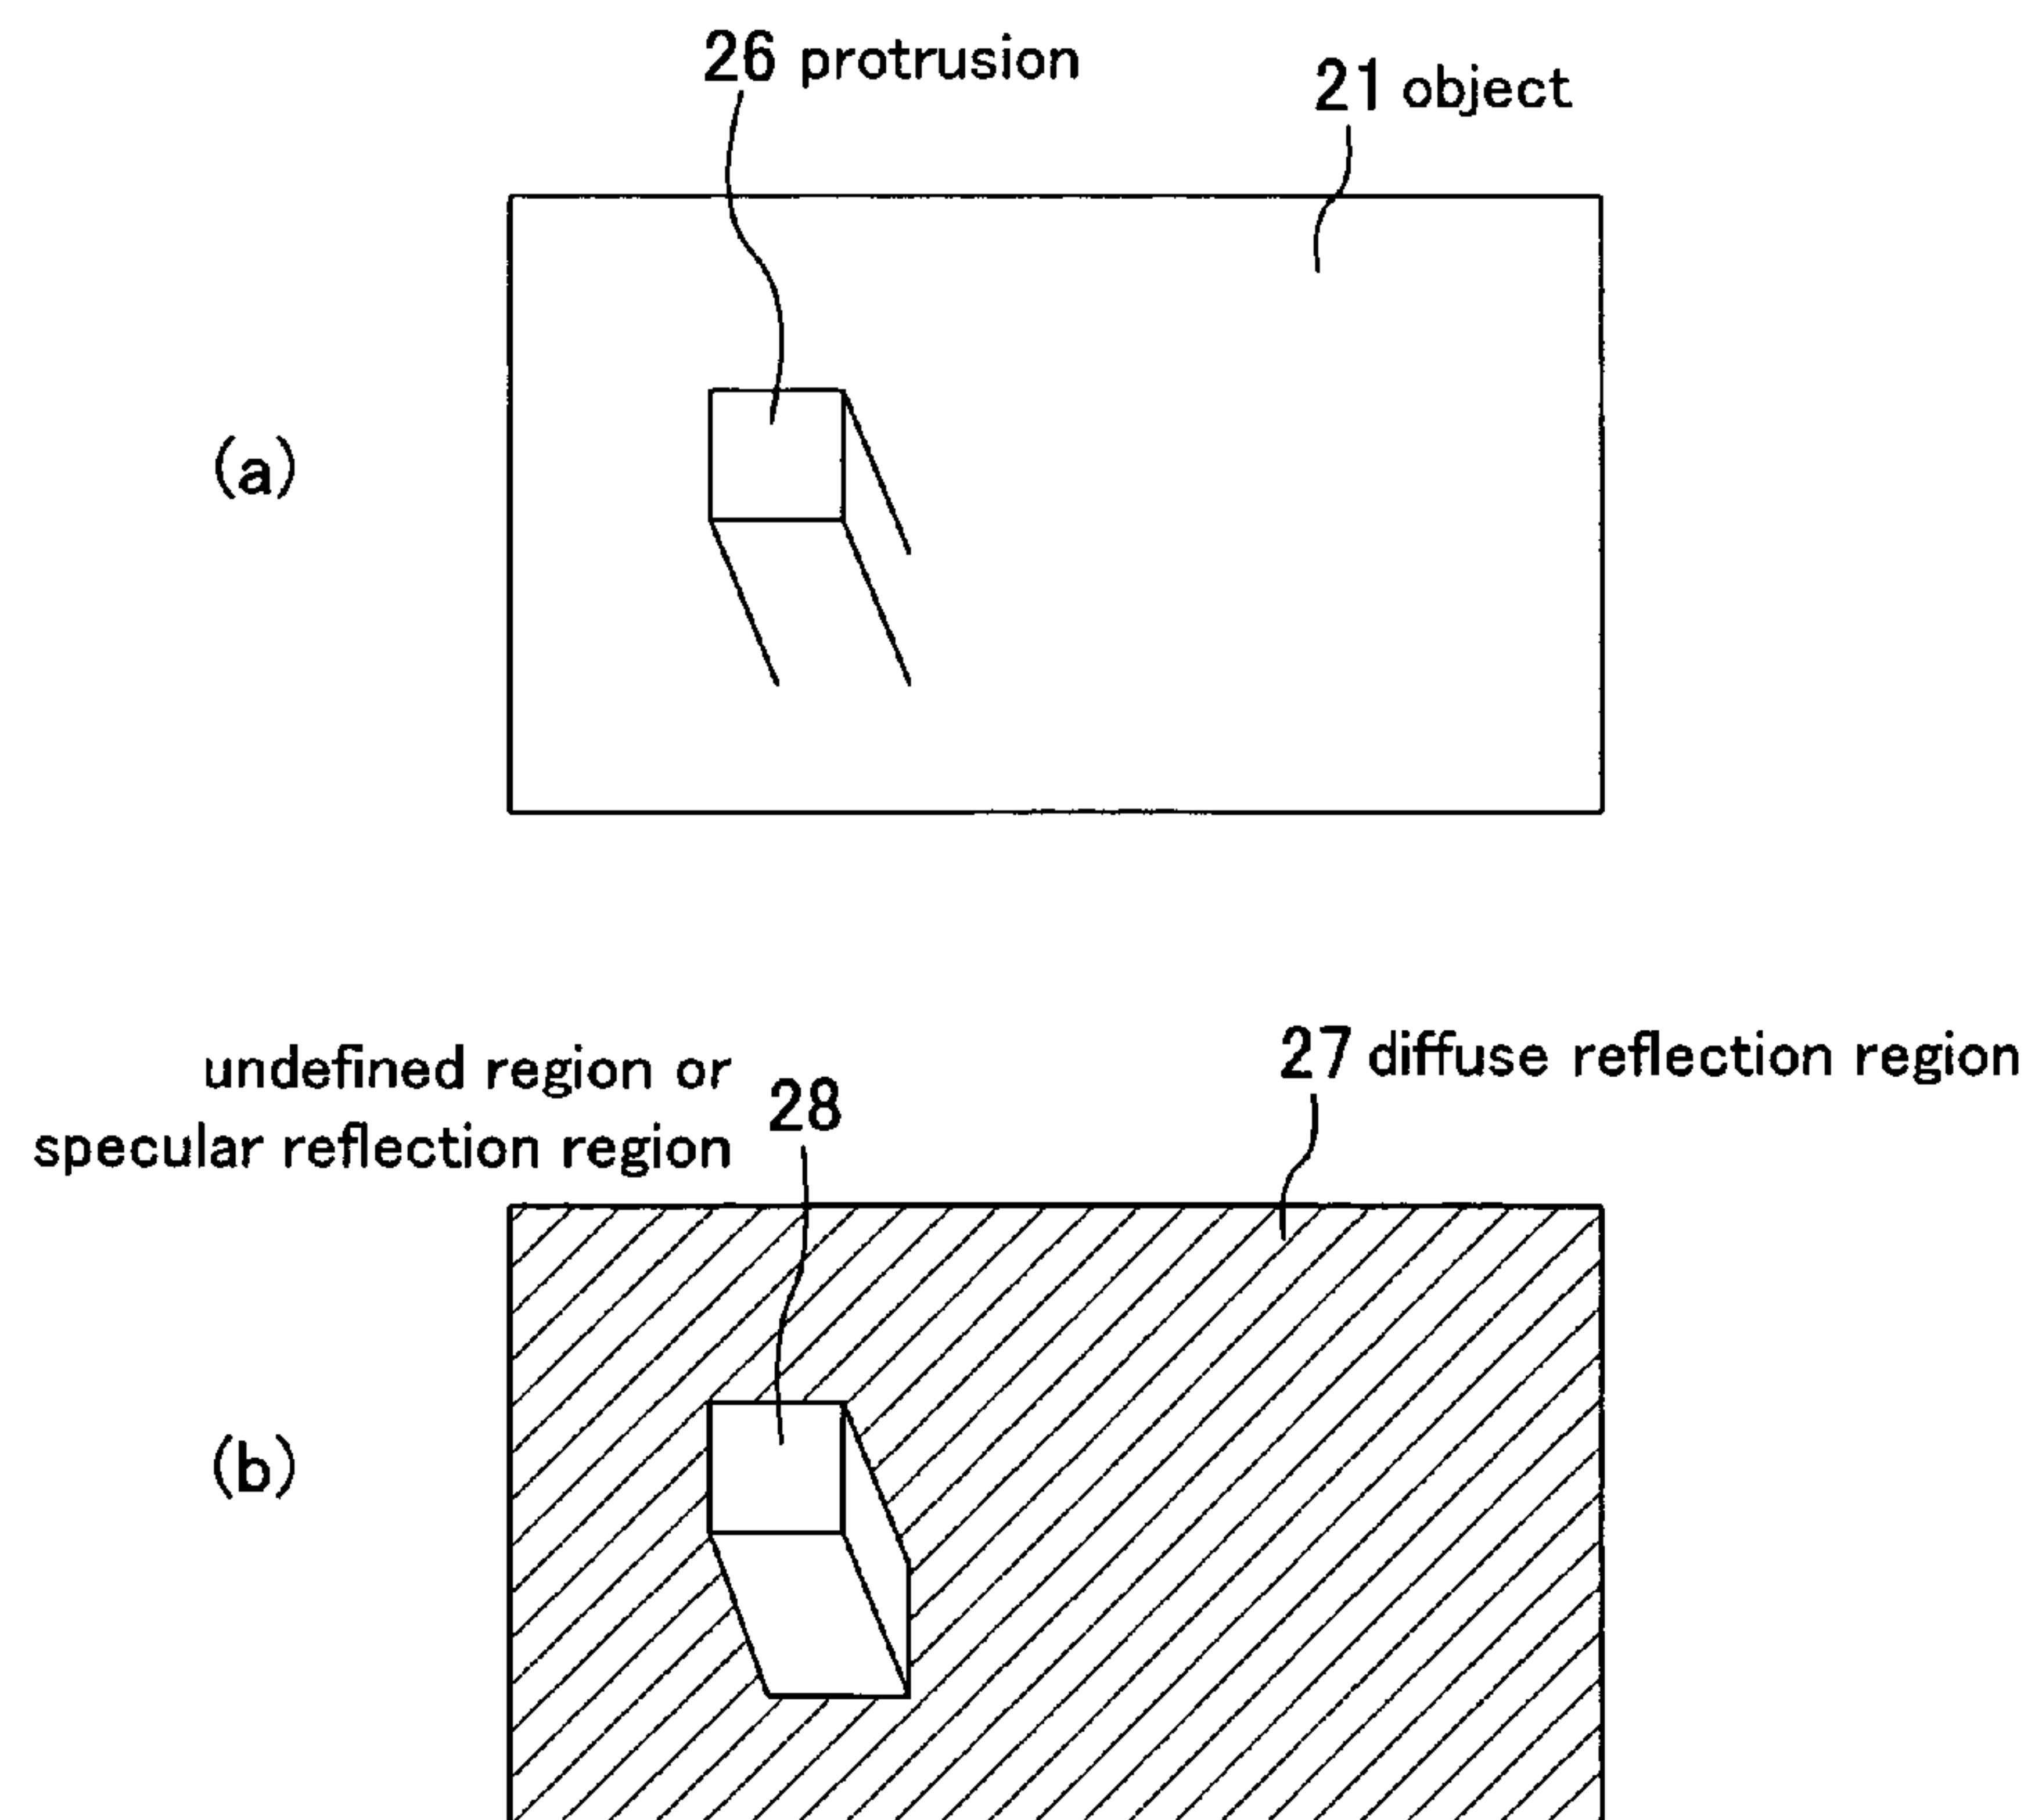 26 protrusion
21 object
(a)
undefined region or
specular reflection region 28
27 diffuse reflection region
(b)